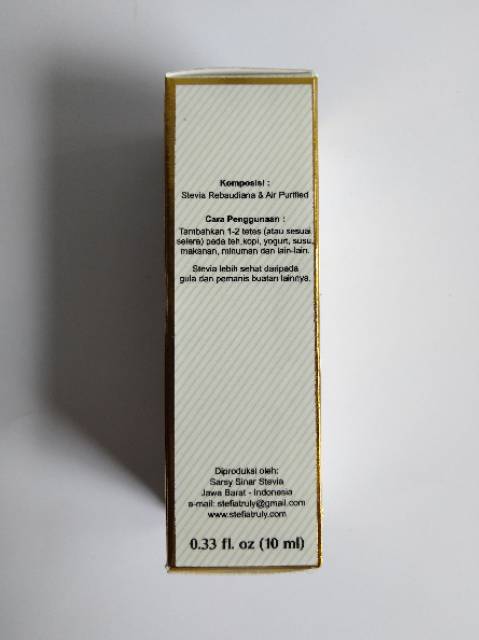 Komposisi :
Stevia Rebaudiana & Air Purified
Cara Penggunaan :
Tambahkan 1-2 tetes (atau sesuai
selera) pada teh, kopi, yogurt, susu,
makanan, minuman dan lain-lain.
Stevia lebih sehat daripada
gula dan pemanis buatan lainnya.
Diproduksi oleh:
Sarsy Sinar Stevia
Jawa Barat - Indonesia
e-mail: stefiatruly@gmail.com
www.stefiatruly.com
0.33 fl. oz (10 ml)